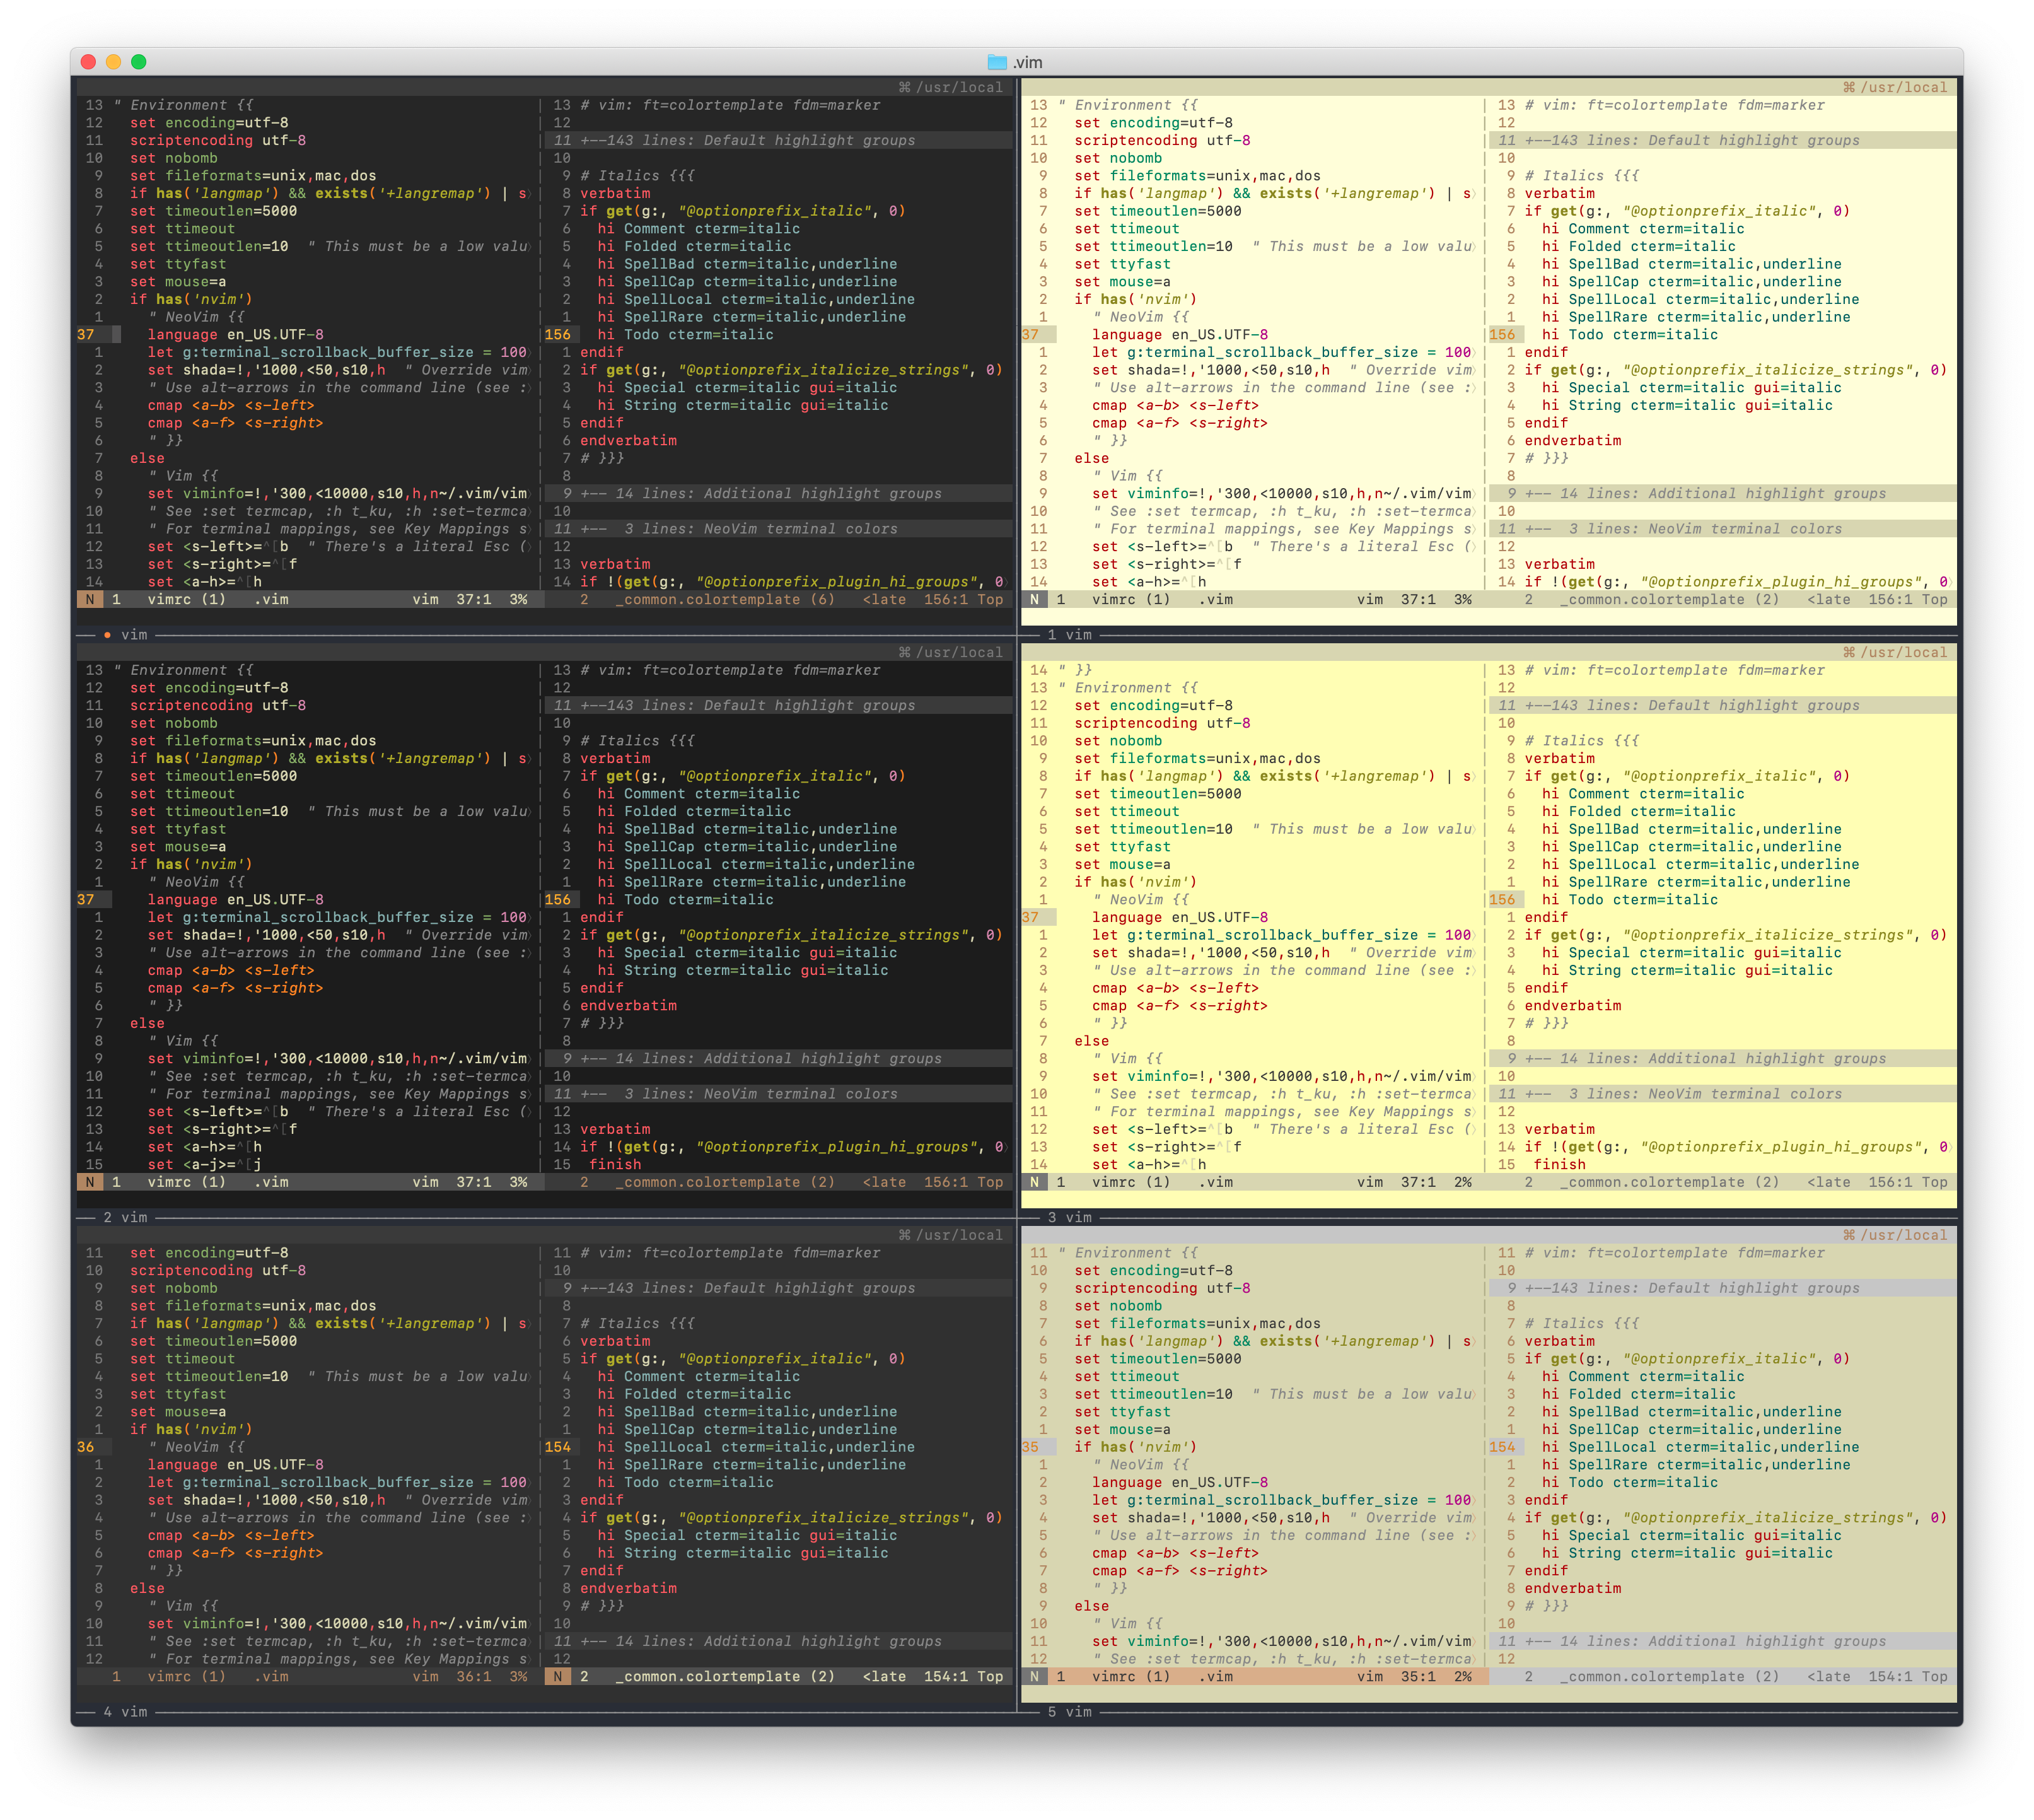 .vim
⌘ /usr/local
13 " Environment {{
12 set encoding=utf-8
11 scriptencoding utf-8
10 set nobomb
9 set fileformats=unix,mac,dos
8 if has('langmap') && exists('+langremap') | s〉
7 set timeoutlen=5000
6 set ttimeout
5 set ttimeoutlen=10 " This must be a low valu〉
4 set ttyfast
3 set mouse=a
2 if has('nvim')
1 " NeoVim {{
37 language en_US.UTF-8
1 let g:terminal_scrollback_buffer_size = 100〉
2 set shada=!,'1000,<50,s10,h " Override vim〉
3 " Use alt-arrows in the command line (see :〉
4 cmap <a-b> <s-left>
5 cmap <a-f> <s-right>
6 " }}
7 else
8 " Vim {{
9 set viminfo=!,'300,<10000,s10,h,n~/.vim/vim〉
10 " See :set termcap, :h t_ku, :h :set-termca〉
11 " For terminal mappings, see Key Mappings s〉
12 set <s-left>=^[b " There's a literal Esc (〉
13 set <s-right>=^[f
14 set <a-h>=^[h
N 1 vimrc (1) .vim vim 37:1 3%
13 # vim: ft=colortemplate fdm=marker
12
11 +--143 lines: Default highlight groups
10
9 # Italics {{{
8 verbatim
7 if get(g:, "@optionprefix_italic", 0)
6 hi Comment cterm=italic
5 hi Folded cterm=italic
4 hi SpellBad cterm=italic,underline
3 hi SpellCap cterm=italic,underline
2 hi SpellLocal cterm=italic,underline
1 hi SpellRare cterm=italic,underline
156 hi Todo cterm=italic
1 endif
2 if get(g:, "@optionprefix_italicize_strings", 0)
3 hi Special cterm=italic gui=italic
4 hi String cterm=italic gui=italic
5 endif
6 endverbatim
7 # }}}
8
9 +-- 14 lines: Additional highlight groups
10
11 +-- 3 lines: NeoVim terminal colors
12
13 verbatim
14 if !(get(g:, "@optionprefix_plugin_hi_groups", 0〉
2 _common.colortemplate (6) <late 156:1 Top
● vim
⌘ /usr/local
13 " Environment {{
12 set encoding=utf-8
11 scriptencoding utf-8
10 set nobomb
9 set fileformats=unix,mac,dos
8 if has('langmap') && exists('+langremap') | s〉
7 set timeoutlen=5000
6 set ttimeout
5 set ttimeoutlen=10 " This must be a low valu〉
4 set ttyfast
3 set mouse=a
2 if has('nvim')
1 " NeoVim {{
37 language en_US.UTF-8
1 let g:terminal_scrollback_buffer_size = 100〉
2 set shada=!,'1000,<50,s10,h " Override vim〉
3 " Use alt-arrows in the command line (see :〉
4 cmap <a-b> <s-left>
5 cmap <a-f> <s-right>
6 " }}
7 else
8 " Vim {{
9 set viminfo=!,'300,<10000,s10,h,n~/.vim/vim〉
10 " See :set termcap, :h t_ku, :h :set-termca〉
11 " For terminal mappings, see Key Mappings s〉
12 set <s-left>=^[b " There's a literal Esc (〉
13 set <s-right>=^[f
14 set <a-h>=^[h
N 1 vimrc (1) .vim vim 37:1 3%
13 # vim: ft=colortemplate fdm=marker
12
11 +--143 lines: Default highlight groups
10
9 # Italics {{{
8 verbatim
7 if get(g:, "@optionprefix_italic", 0)
6 hi Comment cterm=italic
5 hi Folded cterm=italic
4 hi SpellBad cterm=italic,underline
3 hi SpellCap cterm=italic,underline
2 hi SpellLocal cterm=italic,underline
1 hi SpellRare cterm=italic,underline
156 hi Todo cterm=italic
1 endif
2 if get(g:, "@optionprefix_italicize_strings", 0)
3 hi Special cterm=italic gui=italic
4 hi String cterm=italic gui=italic
5 endif
6 endverbatim
7 # }}}
8
9 +-- 14 lines: Additional highlight groups
10
11 +-- 3 lines: NeoVim terminal colors
12
13 verbatim
14 if !(get(g:, "@optionprefix_plugin_hi_groups", 0〉
2 _common.colortemplate (2) <late 156:1 Top
1 vim
⌘ /usr/local
13 " Environment {{
12 set encoding=utf-8
11 scriptencoding utf-8
10 set nobomb
9 set fileformats=unix,mac,dos
8 if has('langmap') && exists('+langremap') | s〉
7 set timeoutlen=5000
6 set ttimeout
5 set ttimeoutlen=10 " This must be a low valu〉
4 set ttyfast
3 set mouse=a
2 if has('nvim')
1 " NeoVim {{
37 language en_US.UTF-8
1 let g:terminal_scrollback_buffer_size = 100〉
2 set shada=!,'1000,<50,s10,h " Override vim〉
3 " Use alt-arrows in the command line (see :〉
4 cmap <a-b> <s-left>
5 cmap <a-f> <s-right>
6 " }}
7 else
8 " Vim {{
9 set viminfo=!,'300,<10000,s10,h,n~/.vim/vim〉
10 " See :set termcap, :h t_ku, :h :set-termca〉
11 " For terminal mappings, see Key Mappings s〉
12 set <s-left>=^[b " There's a literal Esc (〉
13 set <s-right>=^[f
14 set <a-h>=^[h
15 set <a-j>=^[j
N 1 vimrc (1) .vim vim 37:1 3%
13 # vim: ft=colortemplate fdm=marker
12
11 +--143 lines: Default highlight groups
10
9 # Italics {{{
8 verbatim
7 if get(g:, "@optionprefix_italic", 0)
6 hi Comment cterm=italic
5 hi Folded cterm=italic
4 hi SpellBad cterm=italic,underline
3 hi SpellCap cterm=italic,underline
2 hi SpellLocal cterm=italic,underline
1 hi SpellRare cterm=italic,underline
156 hi Todo cterm=italic
1 endif
2 if get(g:, "@optionprefix_italicize_strings", 0)
3 hi Special cterm=italic gui=italic
4 hi String cterm=italic gui=italic
5 endif
6 endverbatim
7 # }}}
8
9 +-- 14 lines: Additional highlight groups
10
11 +-- 3 lines: NeoVim terminal colors
12
13 verbatim
14 if !(get(g:, "@optionprefix_plugin_hi_groups", 0〉
15 finish
2 _common.colortemplate (2) <late 156:1 Top
2 vim
⌘ /usr/local
14 " }}
13 " Environment {{
12 set encoding=utf-8
11 scriptencoding utf-8
10 set nobomb
9 set fileformats=unix,mac,dos
8 if has('langmap') && exists('+langremap') | s〉
7 set timeoutlen=5000
6 set ttimeout
5 set ttimeoutlen=10 " This must be a low valu〉
4 set ttyfast
3 set mouse=a
2 if has('nvim')
1 " NeoVim {{
37 language en_US.UTF-8
1 let g:terminal_scrollback_buffer_size = 100〉
2 set shada=!,'1000,<50,s10,h " Override vim〉
3 " Use alt-arrows in the command line (see :〉
4 cmap <a-b> <s-left>
5 cmap <a-f> <s-right>
6 " }}
7 else
8 " Vim {{
9 set viminfo=!,'300,<10000,s10,h,n~/.vim/vim〉
10 " See :set termcap, :h t_ku, :h :set-termca〉
11 " For terminal mappings, see Key Mappings s〉
12 set <s-left>=^[b " There's a literal Esc (〉
13 set <s-right>=^[f
14 set <a-h>=^[h
N 1 vimrc (1) .vim vim 37:1 2%
13 # vim: ft=colortemplate fdm=marker
12
11 +--143 lines: Default highlight groups
10
9 # Italics {{{
8 verbatim
7 if get(g:, "@optionprefix_italic", 0)
6 hi Comment cterm=italic
5 hi Folded cterm=italic
4 hi SpellBad cterm=italic,underline
3 hi SpellCap cterm=italic,underline
2 hi SpellLocal cterm=italic,underline
1 hi SpellRare cterm=italic,underline
156 hi Todo cterm=italic
1 endif
2 if get(g:, "@optionprefix_italicize_strings", 0)
3 hi Special cterm=italic gui=italic
4 hi String cterm=italic gui=italic
5 endif
6 endverbatim
7 # }}}
8
9 +-- 14 lines: Additional highlight groups
10
11 +-- 3 lines: NeoVim terminal colors
12
13 verbatim
14 if !(get(g:, "@optionprefix_plugin_hi_groups", 0〉
15 finish
2 _common.colortemplate (2) <late 156:1 Top
3 vim
⌘ /usr/local
11 set encoding=utf-8
10 scriptencoding utf-8
9 set nobomb
8 set fileformats=unix,mac,dos
7 if has('langmap') && exists('+langremap') | s〉
6 set timeoutlen=5000
5 set ttimeout
4 set ttimeoutlen=10 " This must be a low valu〉
3 set ttyfast
2 set mouse=a
1 if has('nvim')
36 " NeoVim {{
1 language en_US.UTF-8
2 let g:terminal_scrollback_buffer_size = 100〉
3 set shada=!,'1000,<50,s10,h " Override vim〉
4 " Use alt-arrows in the command line (see :〉
5 cmap <a-b> <s-left>
6 cmap <a-f> <s-right>
7 " }}
8 else
9 " Vim {{
10 set viminfo=!,'300,<10000,s10,h,n~/.vim/vim〉
11 " See :set termcap, :h t_ku, :h :set-termca〉
12 " For terminal mappings, see Key Mappings s〉
1 vimrc (1) .vim vim 36:1 3%
11 # vim: ft=colortemplate fdm=marker
10
9 +--143 lines: Default highlight groups
8
7 # Italics {{{
6 verbatim
5 if get(g:, "@optionprefix_italic", 0)
4 hi Comment cterm=italic
3 hi Folded cterm=italic
2 hi SpellBad cterm=italic,underline
1 hi SpellCap cterm=italic,underline
154 hi SpellLocal cterm=italic,underline
1 hi SpellRare cterm=italic,underline
2 hi Todo cterm=italic
3 endif
4 if get(g:, "@optionprefix_italicize_strings", 0)
5 hi Special cterm=italic gui=italic
6 hi String cterm=italic gui=italic
7 endif
8 endverbatim
9 # }}}
10
11 +-- 14 lines: Additional highlight groups
12
N 2 _common.colortemplate (2) <late 154:1 Top
4 vim
⌘ /usr/local
11 " Environment {{
10 set encoding=utf-8
9 scriptencoding utf-8
8 set nobomb
7 set fileformats=unix,mac,dos
6 if has('langmap') && exists('+langremap') | s〉
5 set timeoutlen=5000
4 set ttimeout
3 set ttimeoutlen=10 " This must be a low valu〉
2 set ttyfast
1 set mouse=a
35 if has('nvim')
1 " NeoVim {{
2 language en_US.UTF-8
3 let g:terminal_scrollback_buffer_size = 100〉
4 set shada=!,'1000,<50,s10,h " Override vim〉
5 " Use alt-arrows in the command line (see :〉
6 cmap <a-b> <s-left>
7 cmap <a-f> <s-right>
8 " }}
9 else
10 " Vim {{
11 set viminfo=!,'300,<10000,s10,h,n~/.vim/vim〉
12 " See :set termcap, :h t_ku, :h :set-termca〉
N 1 vimrc (1) .vim vim 35:1 2%
11 # vim: ft=colortemplate fdm=marker
10
9 +--143 lines: Default highlight groups
8
7 # Italics {{{
6 verbatim
5 if get(g:, "@optionprefix_italic", 0)
4 hi Comment cterm=italic
3 hi Folded cterm=italic
2 hi SpellBad cterm=italic,underline
1 hi SpellCap cterm=italic,underline
154 hi SpellLocal cterm=italic,underline
1 hi SpellRare cterm=italic,underline
2 hi Todo cterm=italic
3 endif
4 if get(g:, "@optionprefix_italicize_strings", 0)
5 hi Special cterm=italic gui=italic
6 hi String cterm=italic gui=italic
7 endif
8 endverbatim
9 # }}}
10
11 +-- 14 lines: Additional highlight groups
12
2 _common.colortemplate (2) <late 154:1 Top
5 vim